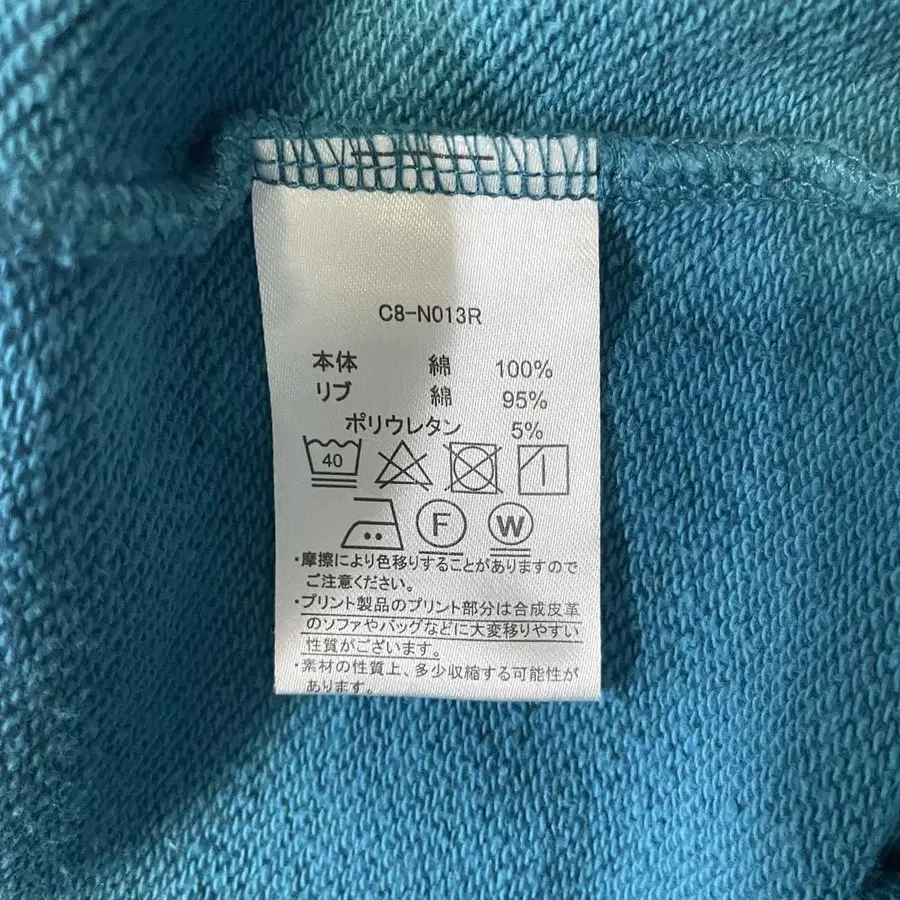 C8-N013R
本体 綿 100%
リブ 綿 95%
ポリウレタン 5%
40
F W
・摩擦により色移りすることがありますので
ご注意ください。
・プリント製品のプリント部分は合成皮革
のソファやバッグなどに大変移りやすい
性質がございます。
・素材の性質上、多少収縮する可能性が
あります。